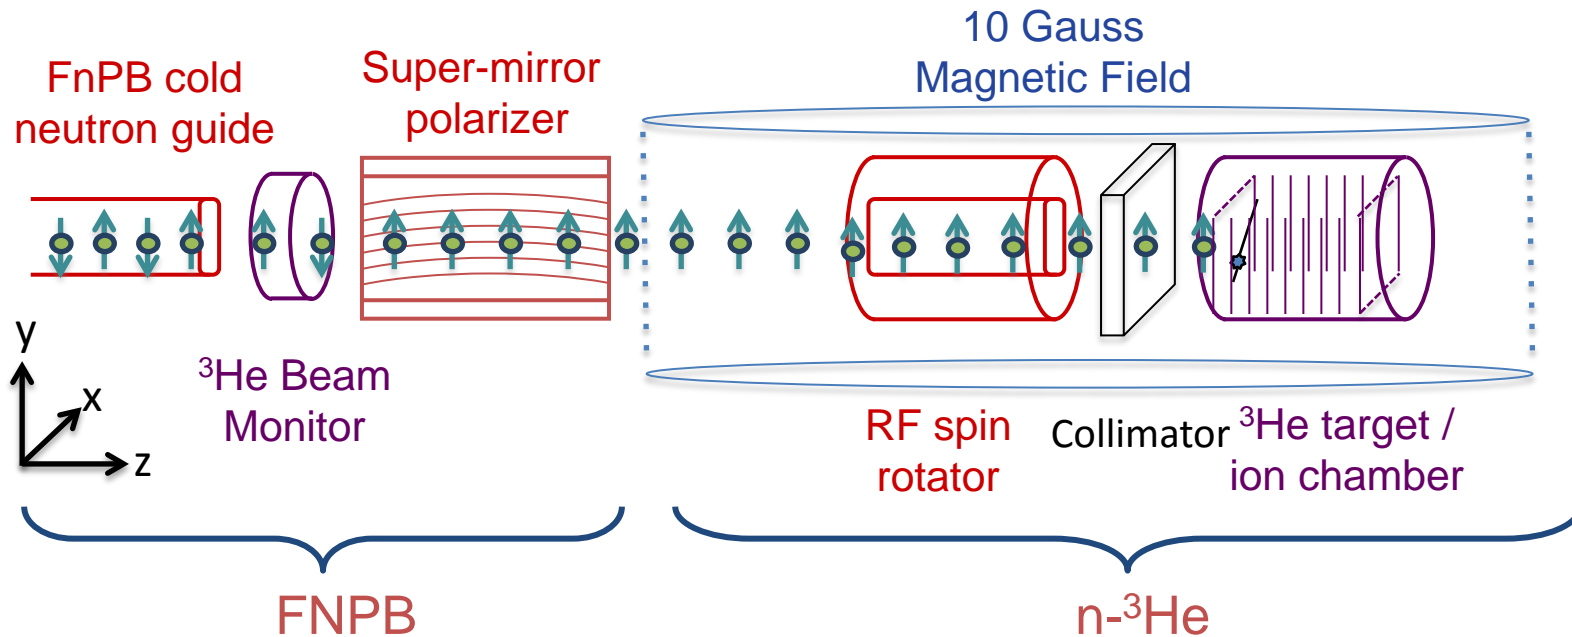 FnPB cold
neutron guide
Super-mirror
polarizer
10 Gauss
Magnetic Field
y
x
z
³He Beam
Monitor
RF spin
rotator
Collimator
³He target /
ion chamber
FNPB
n-³He